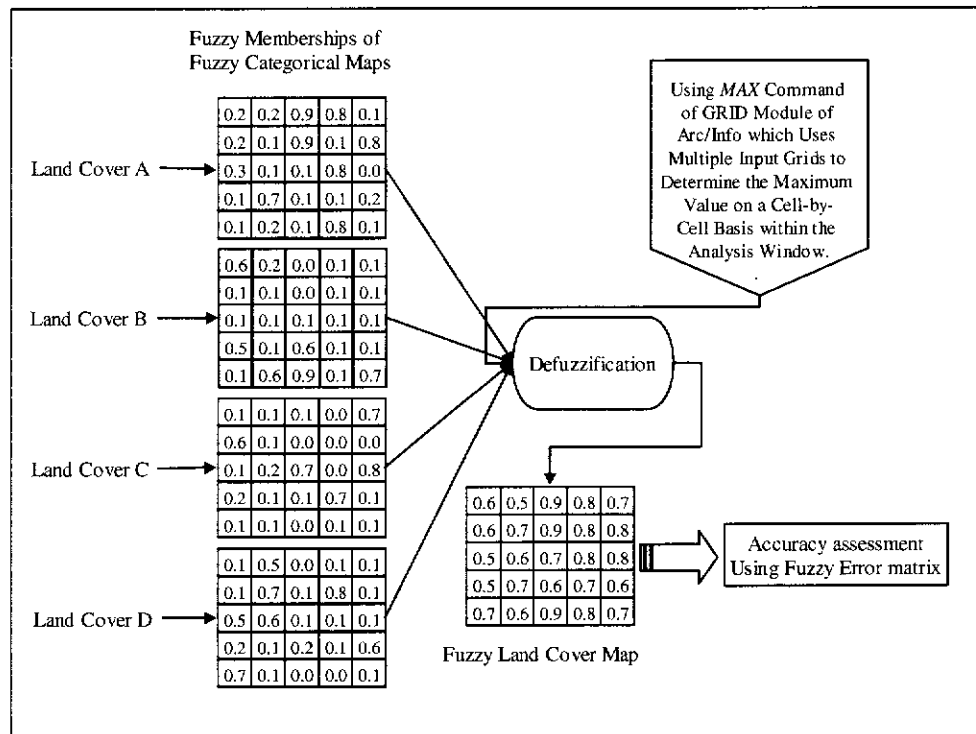 Fuzzy Memberships of
Fuzzy Categorical Maps
Using MAX Command
of GRID Module of
Arc/Info which Uses
Multiple Input Grids to
Determine the Maximum
Value on a Cell-by-
Cell Basis within the
Analysis Window.
Land Cover A
0.2 0.2 0.9 0.8 0.1
0.2 0.1 0.9 0.1 0.8
0.3 0.1 0.1 0.8 0.0
0.1 0.7 0.1 0.1 0.2
0.1 0.2 0.1 0.8 0.1
Land Cover B
0.6 0.2 0.0 0.1 0.1
0.1 0.1 0.0 0.1 0.1
0.1 0.1 0.1 0.1 0.1
0.5 0.1 0.6 0.1 0.1
0.1 0.6 0.9 0.1 0.7
Defuzzification
Land Cover C
0.1 0.1 0.1 0.0 0.7
0.6 0.1 0.0 0.0 0.0
0.1 0.2 0.7 0.0 0.8
0.2 0.1 0.1 0.7 0.1
0.1 0.1 0.0 0.1 0.1
Land Cover D
0.1 0.5 0.0 0.1 0.1
0.1 0.7 0.1 0.8 0.1
0.5 0.6 0.1 0.1 0.1
0.2 0.1 0.2 0.1 0.6
0.7 0.1 0.0 0.0 0.1
0.6 0.5 0.9 0.8 0.7
0.6 0.7 0.9 0.8 0.8
0.5 0.6 0.7 0.8 0.8
0.5 0.7 0.6 0.7 0.6
0.7 0.6 0.9 0.8 0.7
Fuzzy Land Cover Map
Accuracy assessment
Using Fuzzy Error matrix